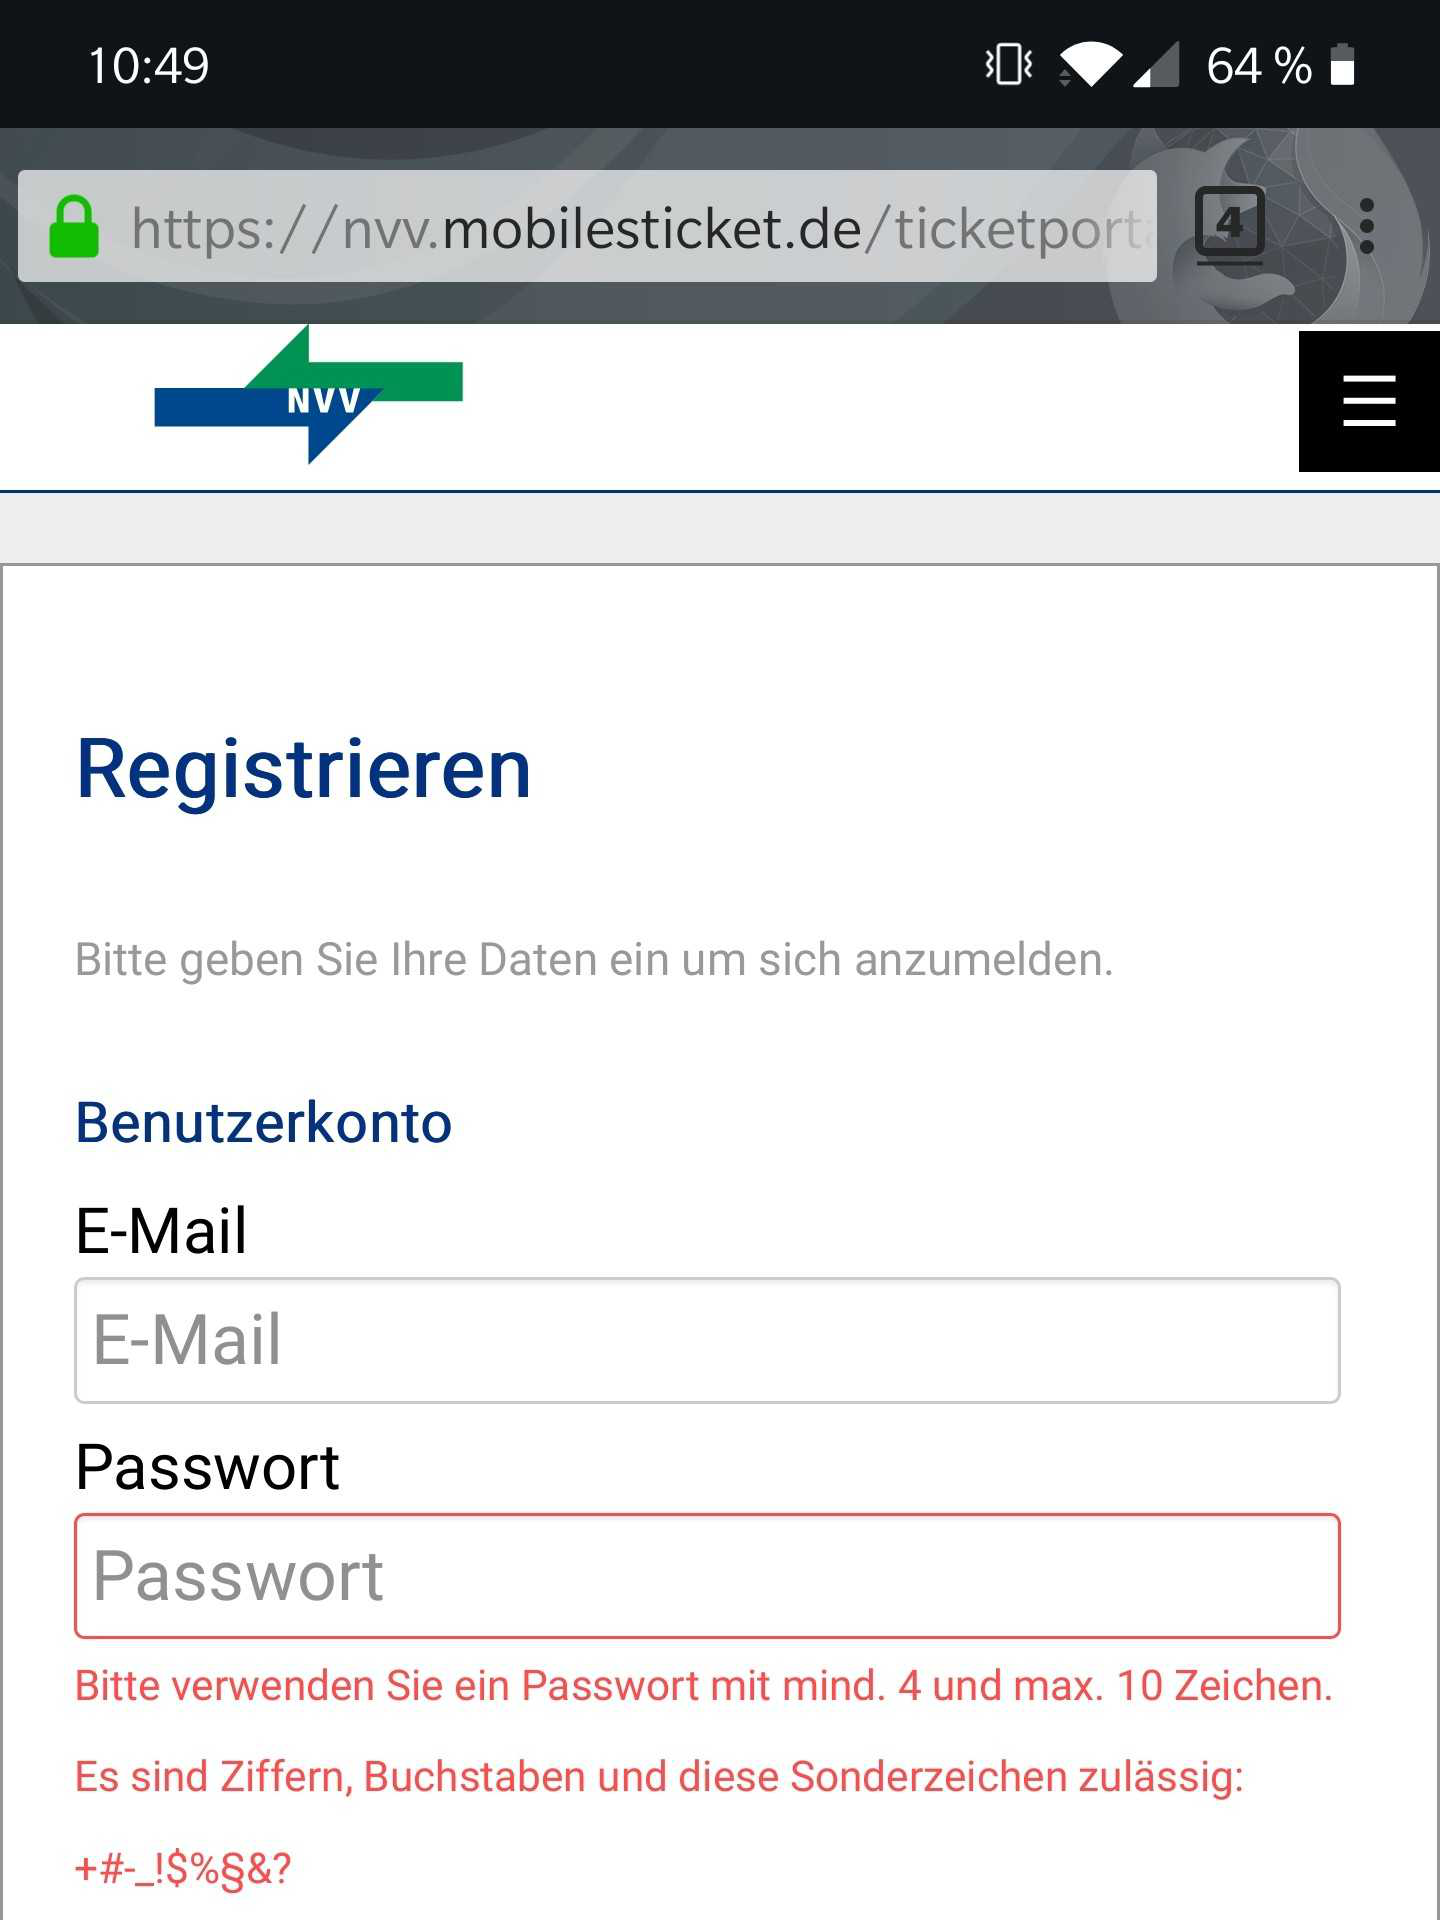 10:49
64 %
https://nvv.mobilesticket.de/ticketport
4
NVV
Registrieren
Bitte geben Sie Ihre Daten ein um sich anzumelden.
Benutzerkonto
E-Mail
E-Mail
Passwort
Passwort
Bitte verwenden Sie ein Passwort mit mind. 4 und max. 10 Zeichen.
Es sind Ziffern, Buchstaben und diese Sonderzeichen zulässig:
+#-_!$%§&?